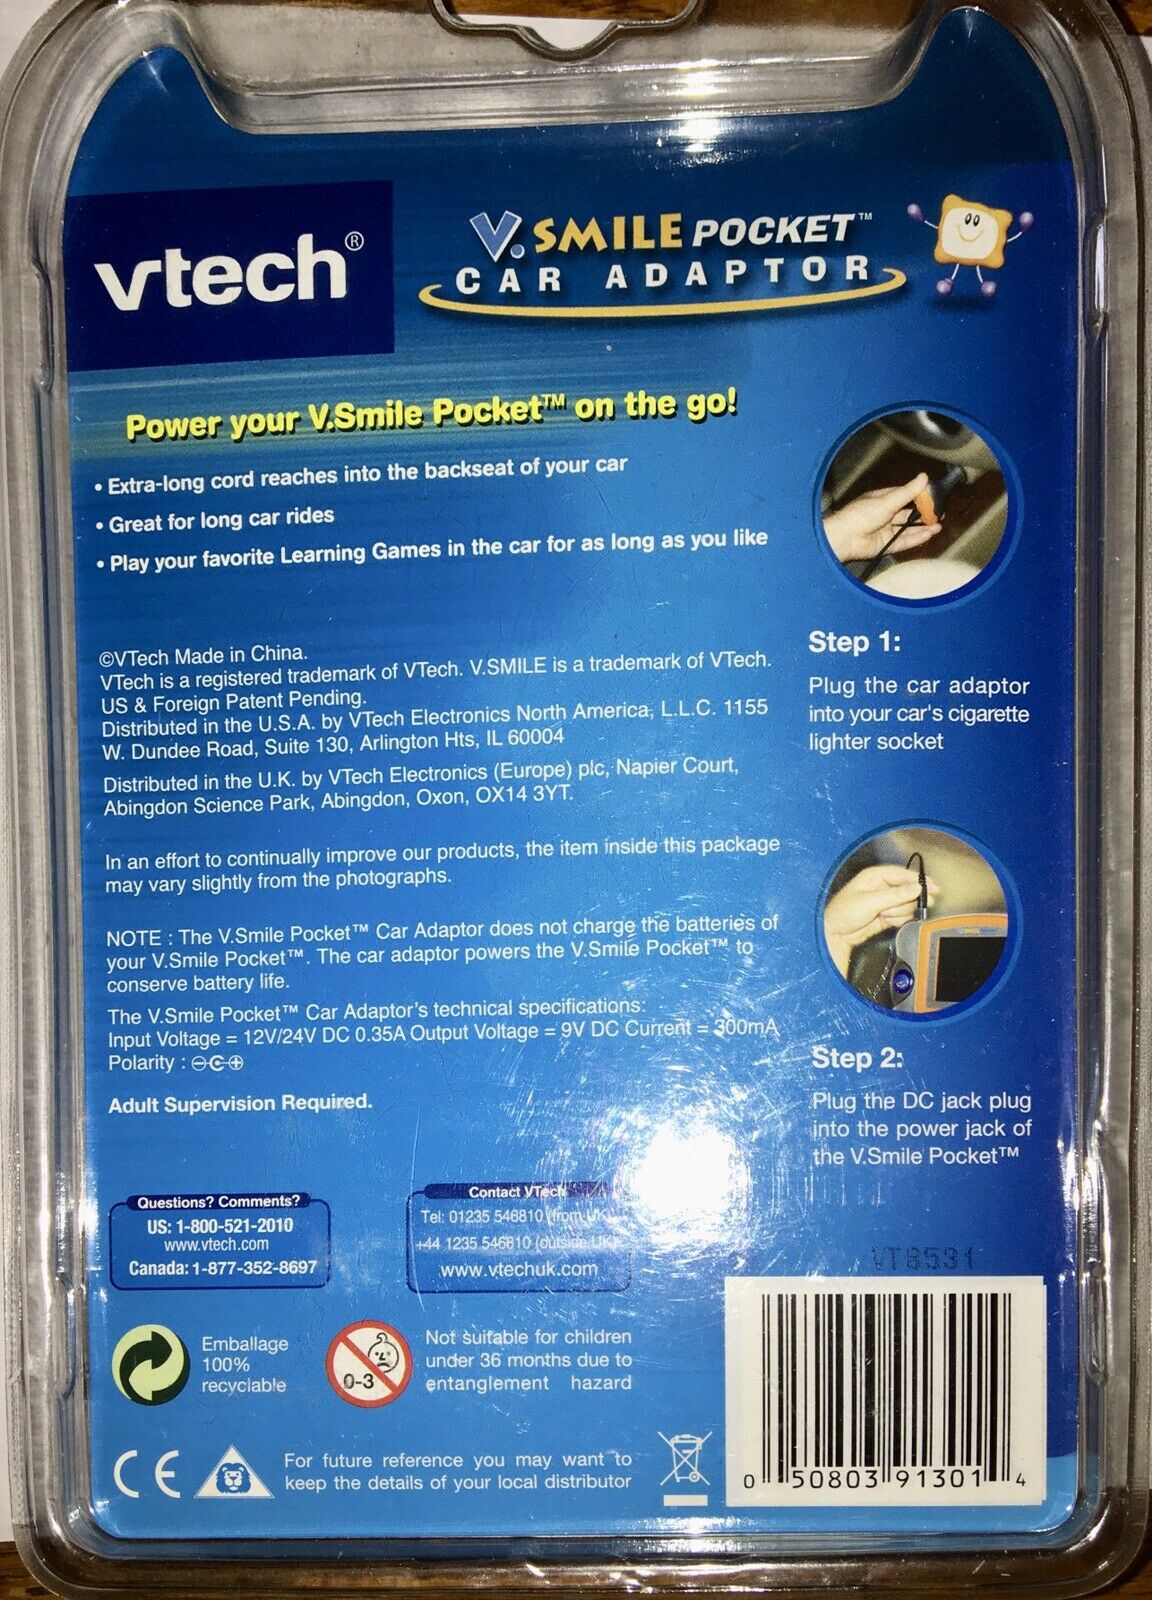 vtech®
V.SMILE POCKET™
CAR ADAPTOR
Power your V.Smile Pocket™ on the go!
• Extra-long cord reaches into the backseat of your car
• Great for long car rides
• Play your favorite Learning Games in the car for as long as you like
©VTech Made in China.
VTech is a registered trademark of VTech. V.SMILE is a trademark of VTech.
US & Foreign Patent Pending.
Distributed in the U.S.A. by VTech Electronics North America, L.L.C. 1155
W. Dundee Road, Suite 130, Arlington Hts, IL 60004
Distributed in the U.K. by VTech Electronics (Europe) plc, Napier Court,
Abingdon Science Park, Abingdon, Oxon, OX14 3YT.
In an effort to continually improve our products, the item inside this package
may vary slightly from the photographs.
NOTE : The V.Smile Pocket™ Car Adaptor does not charge the batteries of
your V.Smile Pocket™. The car adaptor powers the V.Smile Pocket™ to
conserve battery life.
The V.Smile Pocket™ Car Adaptor's technical specifications:
Input Voltage = 12V/24V DC 0.35A Output Voltage = 9V DC Current = 300mA
Polarity :
Adult Supervision Required.
Step 1:
Plug the car adaptor
into your car's cigarette
lighter socket
Step 2:
Plug the DC jack plug
into the power jack of
the V.Smile Pocket™
Questions? Comments?
US: 1-800-521-2010
www.vtech.com
Canada: 1-877-352-8697
Contact VTech
Tel: 01235 546810 (from UK)
+44 1235 546810 (outside UK)
www.vtechuk.com
Emballage
100%
recyclable
0-3
Not suitable for children
under 36 months due to
entanglement hazard
CE
For future reference you may want to
keep the details of your local distributor
VT8531
0 50803 91301 4